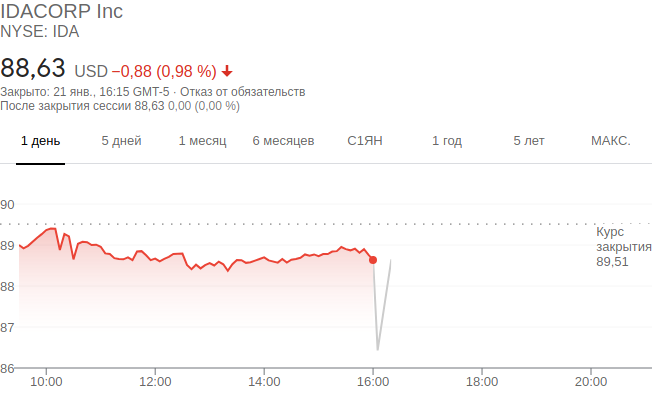 IDACORP Inc
NYSE: IDA
88,63 USD −0,88 (0,98 %)
Закрыто: 21 янв., 16:15 GMT-5 · Отказ от обязательств
После закрытия сессии 88,63 0,00 (0,00 %)
1 день 5 дней 1 месяц 6 месяцев С1ЯН 1 год 5 лет МАКС.
90
89
88
87
86
Курс
закрытия
89,51
10:00 12:00 14:00 16:00 18:00 20:00